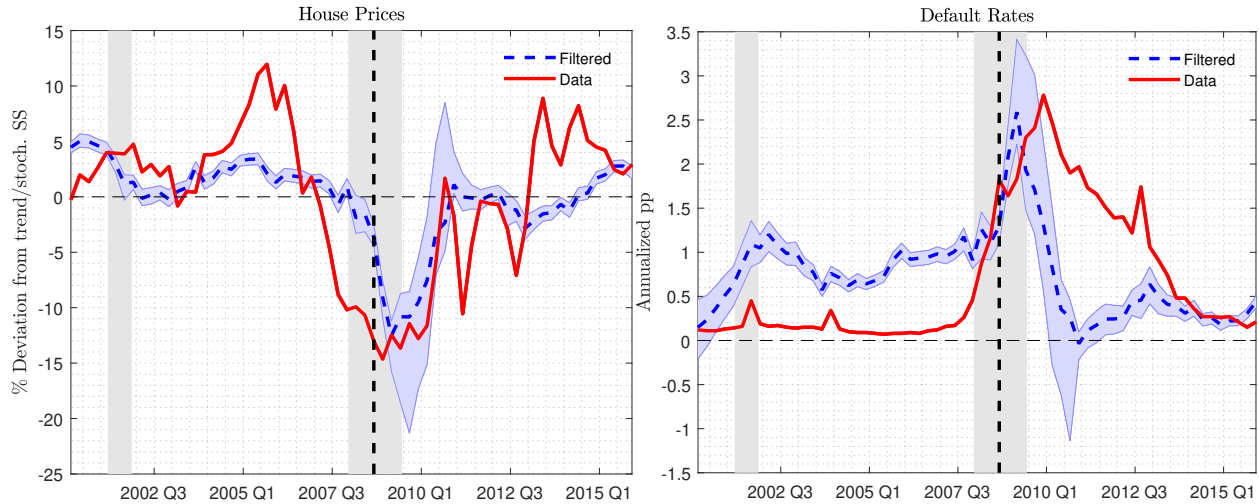 House Prices
% Deviation from trend/stoch. SS
15
10
5
0
-5
-10
-15
-20
-25
Filtered
Data
2002 Q3
2005 Q1
2007 Q3
2010 Q1
2012 Q3
2015 Q1
Default Rates
Annualized pp
3.5
3
2.5
2
1.5
1
0.5
0
-0.5
-1
-1.5
Filtered
Data
2002 Q3
2005 Q1
2007 Q3
2010 Q1
2012 Q3
2015 Q1